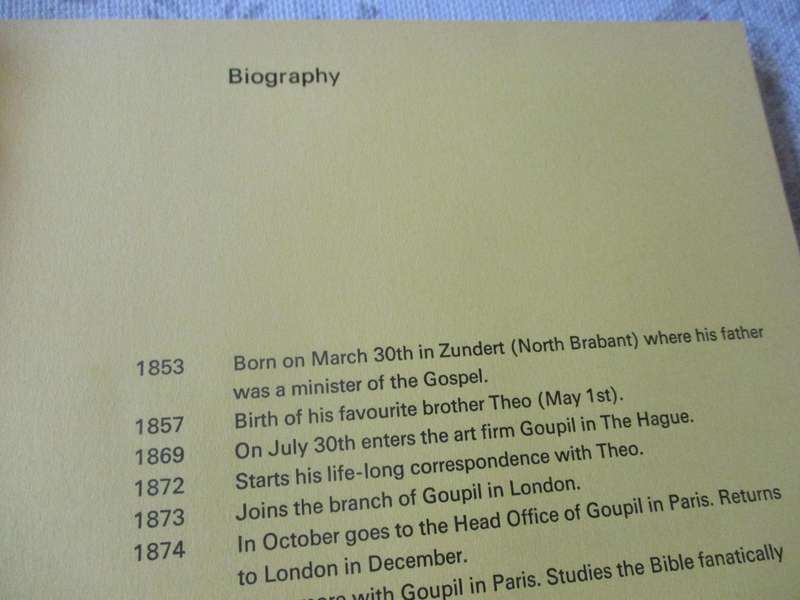 Biography
1853 Born on March 30th in Zundert (North Brabant) where his father
was a minister of the Gospel.
1857 Birth of his favourite brother Theo (May 1st).
1869 On July 30th enters the art firm Goupil in The Hague.
1872 Starts his life-long correspondence with Theo.
1873 Joins the branch of Goupil in London.
1874 In October goes to the Head Office of Goupil in Paris. Returns
to London in December.
more with Goupil in Paris. Studies the Bible fanatically